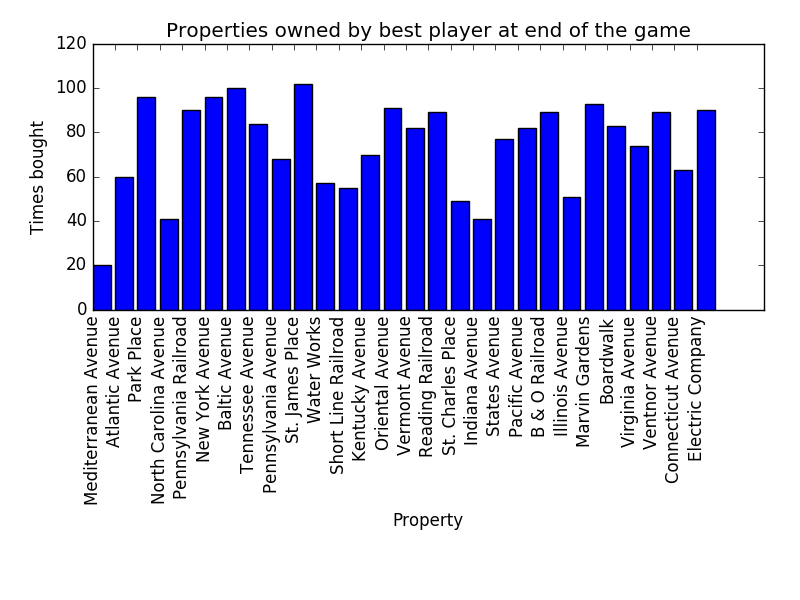 Properties owned by best player at end of the game
120
100
80
60
40
20
0
Times bought
Mediterranean Avenue
Atlantic Avenue
Park Place
North Carolina Avenue
Pennsylvania Railroad
New York Avenue
Baltic Avenue
Tennessee Avenue
Pennsylvania Avenue
St. James Place
Water Works
Short Line Railroad
Kentucky Avenue
Oriental Avenue
Vermont Avenue
Reading Railroad
St. Charles Place
Indiana Avenue
States Avenue
Pacific Avenue
B & O Railroad
Illinois Avenue
Marvin Gardens
Boardwalk
Virginia Avenue
Ventnor Avenue
Connecticut Avenue
Electric Company
Property